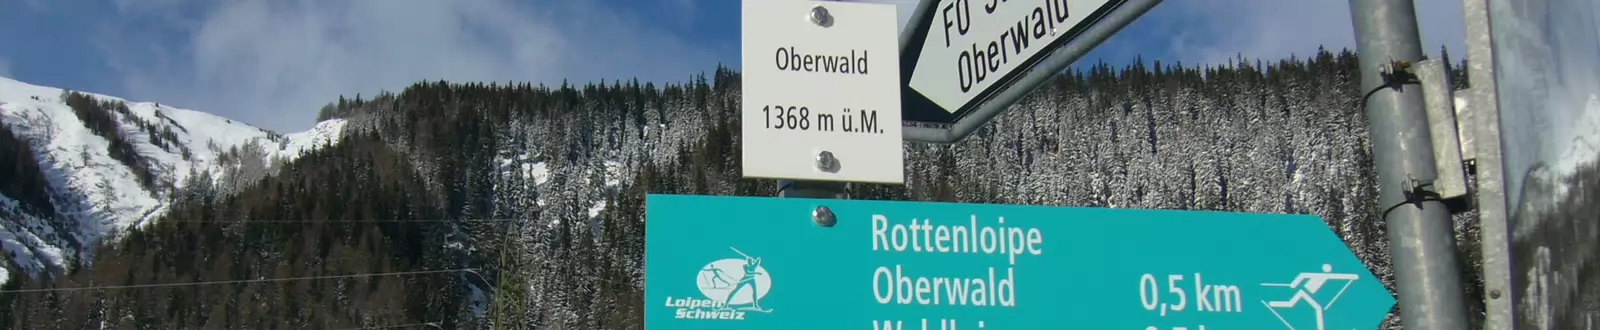 Oberwald
1368 m ü.M.
FO
Oberwald
Rottenloipe
Oberwald 0,5 km
Loipen
Schweiz